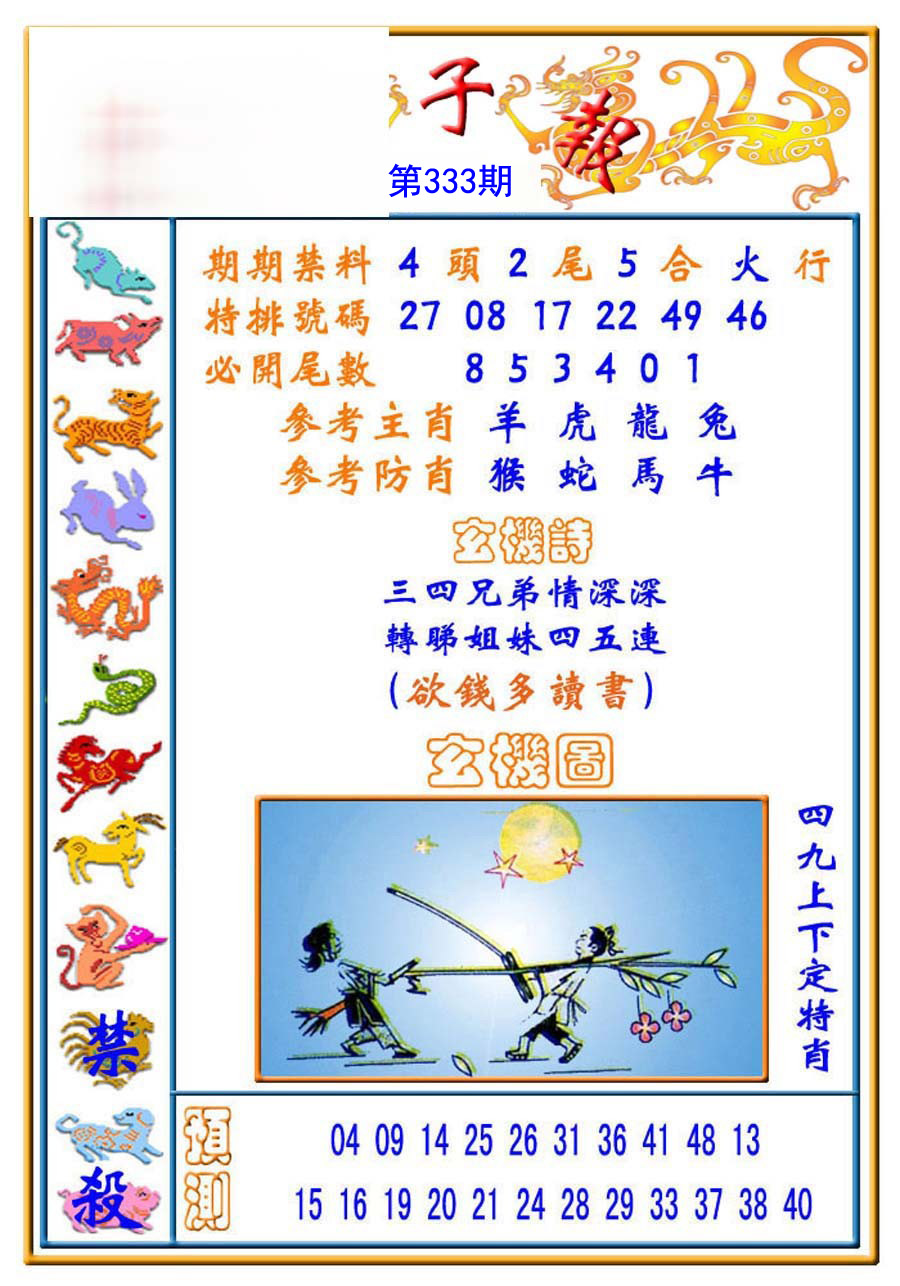 子報
第333期
期期禁料 4 頭 2 尾 5 合 火 行
特排號碼 27 08 17 22 49 46
必開尾數 8 5 3 4 0 1
參考主肖 羊 虎 龍 兔
參考防肖 猴 蛇 馬 牛
玄機詩
三四兄弟情深深
轉睇姐妹四五連
(欲錢多讀書)
玄機圖
四九上下定特肖
禁
殺
預測
04 09 14 25 26 31 36 41 48 13
15 16 19 20 21 24 28 29 33 37 38 40